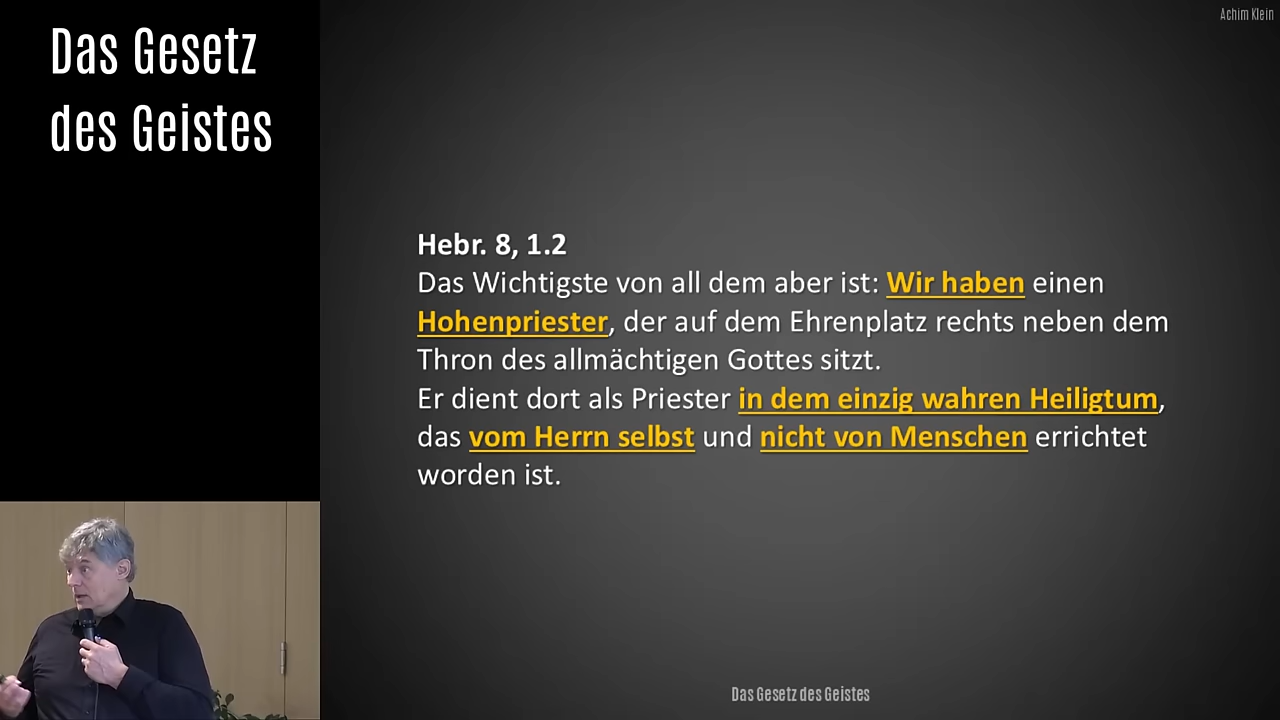 Das Gesetz
des Geistes
Achim Klein
Hebr. 8, 1.2
Das Wichtigste von all dem aber ist: Wir haben einen
Hohenpriester, der auf dem Ehrenplatz rechts neben dem
Thron des allmächtigen Gottes sitzt.
Er dient dort als Priester in dem einzig wahren Heiligtum,
das vom Herrn selbst und nicht von Menschen errichtet
worden ist.
Das Gesetz des Geistes